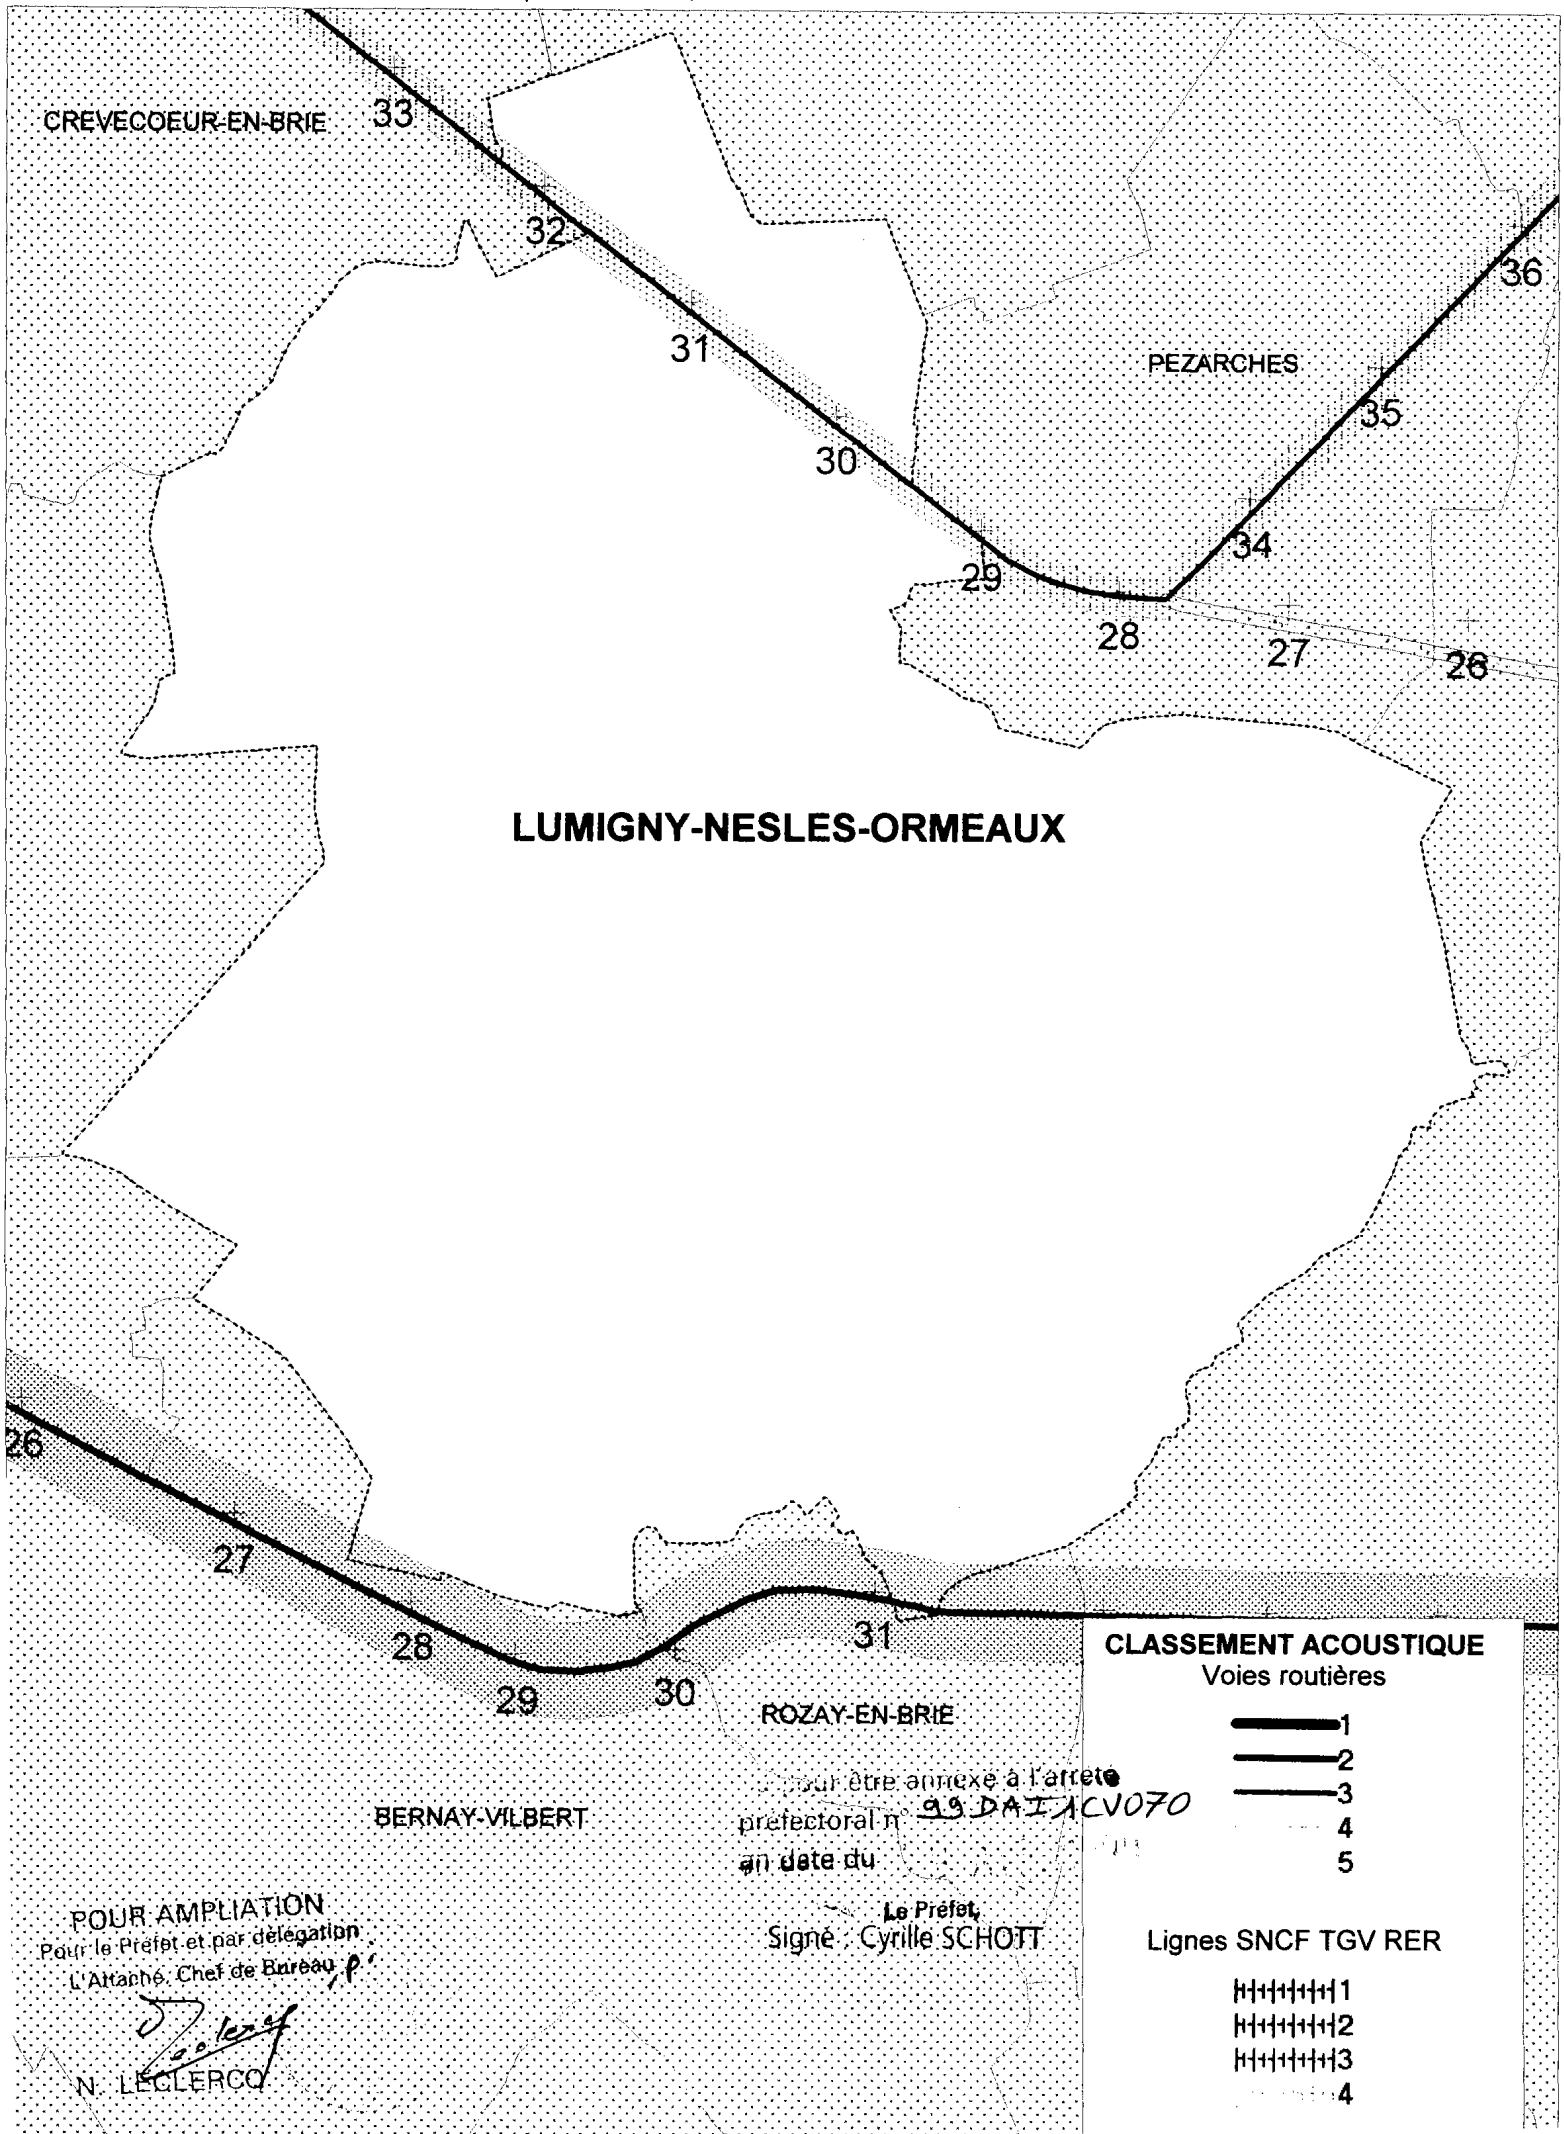 CREVECOEUR-EN-BRIE
33
32
31
30
29
28
27
26
36
35
34
PEZARCHES
LUMIGNY-NESLES-ORMEAUX
26
27
28
29
30
31
ROZAY-EN-BRIE
BERNAY-VILBERT
pour être annexé à l'arrêté
préfectoral n° 99 DAI 1 CV 070
en date du
Le Préfet,
Signé : Cyrille SCHOTT
POUR AMPLIATION
Pour le Préfet et par délégation
L'Attaché, Chef de Bureau, p.
N. LECLERCQ
CLASSEMENT ACOUSTIQUE
Voies routières
1
2
3
4
5
Lignes SNCF TGV RER
1
2
3
4